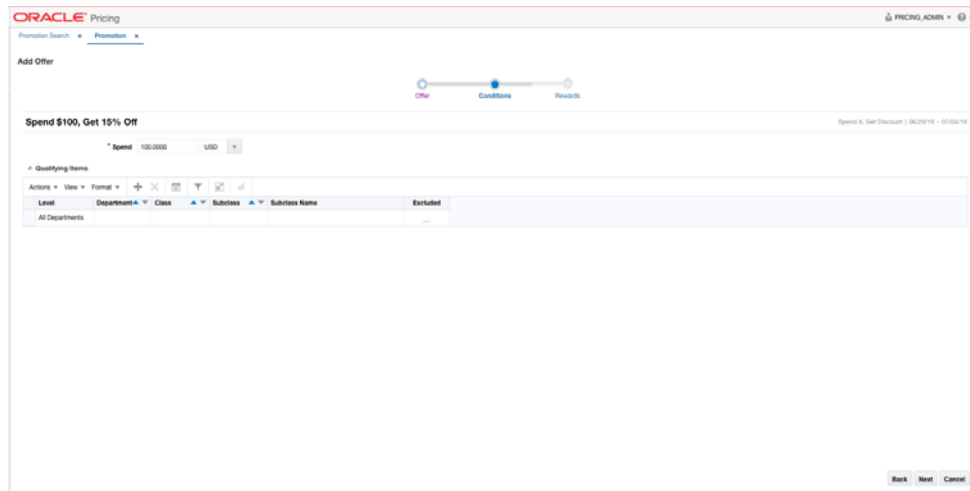 ORACLE® Pricing PRICING_ADMIN
Promotion Search x Promotion x
Add Offer
Offer Conditions Rewards
Spend $100, Get 15% Off Spend X, Get Discount | 06/29/19 – 07/04/19
* Spend 100.0000 USD
Qualifying Items
Actions View Format
Level Department Class Subclass Subclass Name Excluded
All Departments ...
Back Next Cancel